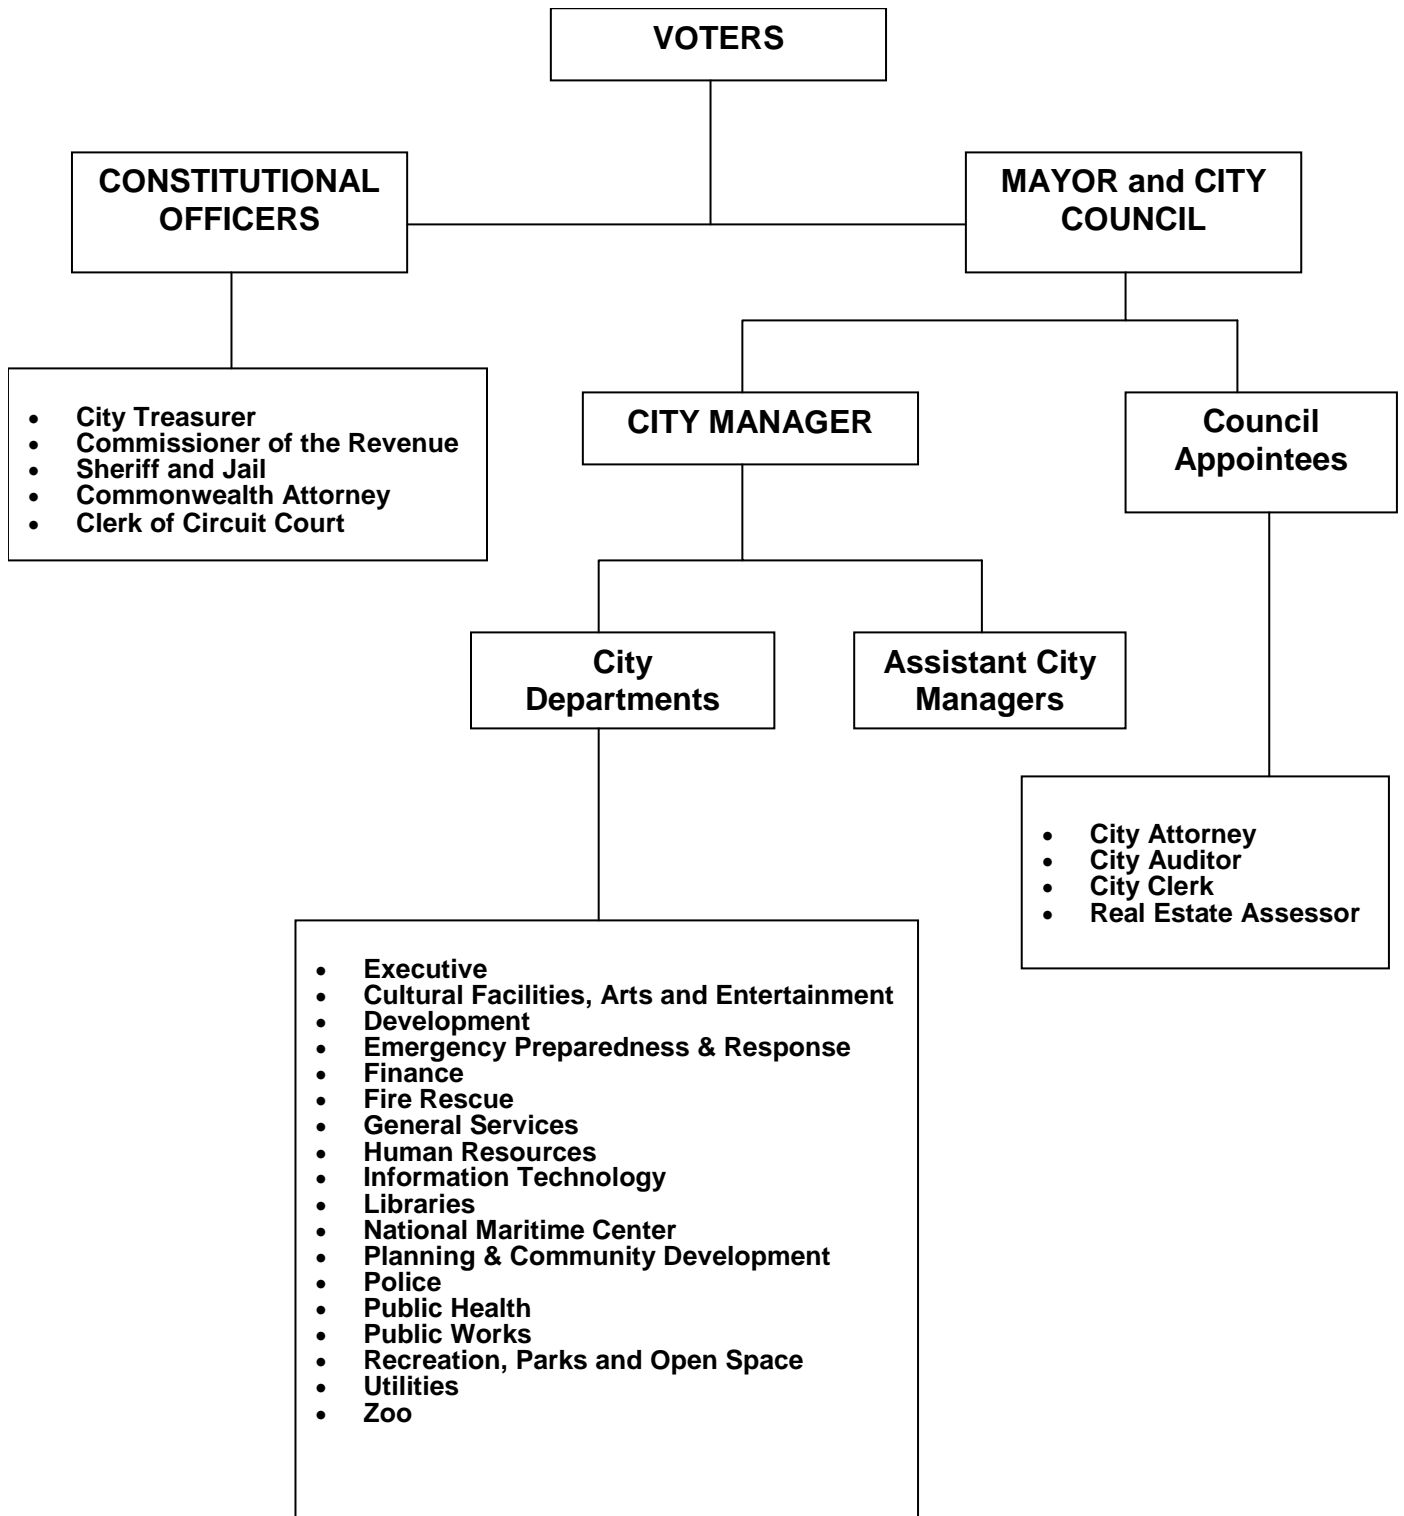 VOTERS
CONSTITUTIONAL
OFFICERS
MAYOR and CITY
COUNCIL
• City Treasurer
• Commissioner of the Revenue
• Sheriff and Jail
• Commonwealth Attorney
• Clerk of Circuit Court
CITY MANAGER
Council
Appointees
City
Departments
Assistant City
Managers
• City Attorney
• City Auditor
• City Clerk
• Real Estate Assessor
• Executive
• Cultural Facilities, Arts and Entertainment
• Development
• Emergency Preparedness & Response
• Finance
• Fire Rescue
• General Services
• Human Resources
• Information Technology
• Libraries
• National Maritime Center
• Planning & Community Development
• Police
• Public Health
• Public Works
• Recreation, Parks and Open Space
• Utilities
• Zoo